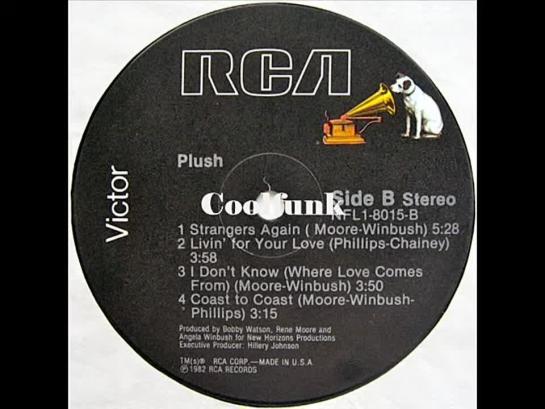 RCA
Victor
Plush
Cool funk
Side B Stereo
NFL1-8015-B
1 Strangers Again ( Moore-Winbush) 5:28
2 Livin' for Your Love (Phillips-Chainey)
3:58
3 I Don't Know (Where Love Comes
From) (Moore-Winbush) 3:50
4 Coast to Coast (Moore-Winbush-
Phillips) 3:15
Produced by Bobby Watson, Rene Moore and
Angela Winbush for New Horizons Productions
Executive Producer: Hillery Johnson
TM(s)® RCA CORP.—MADE IN U.S.A.
Ⓟ1982 RCA RECORDS